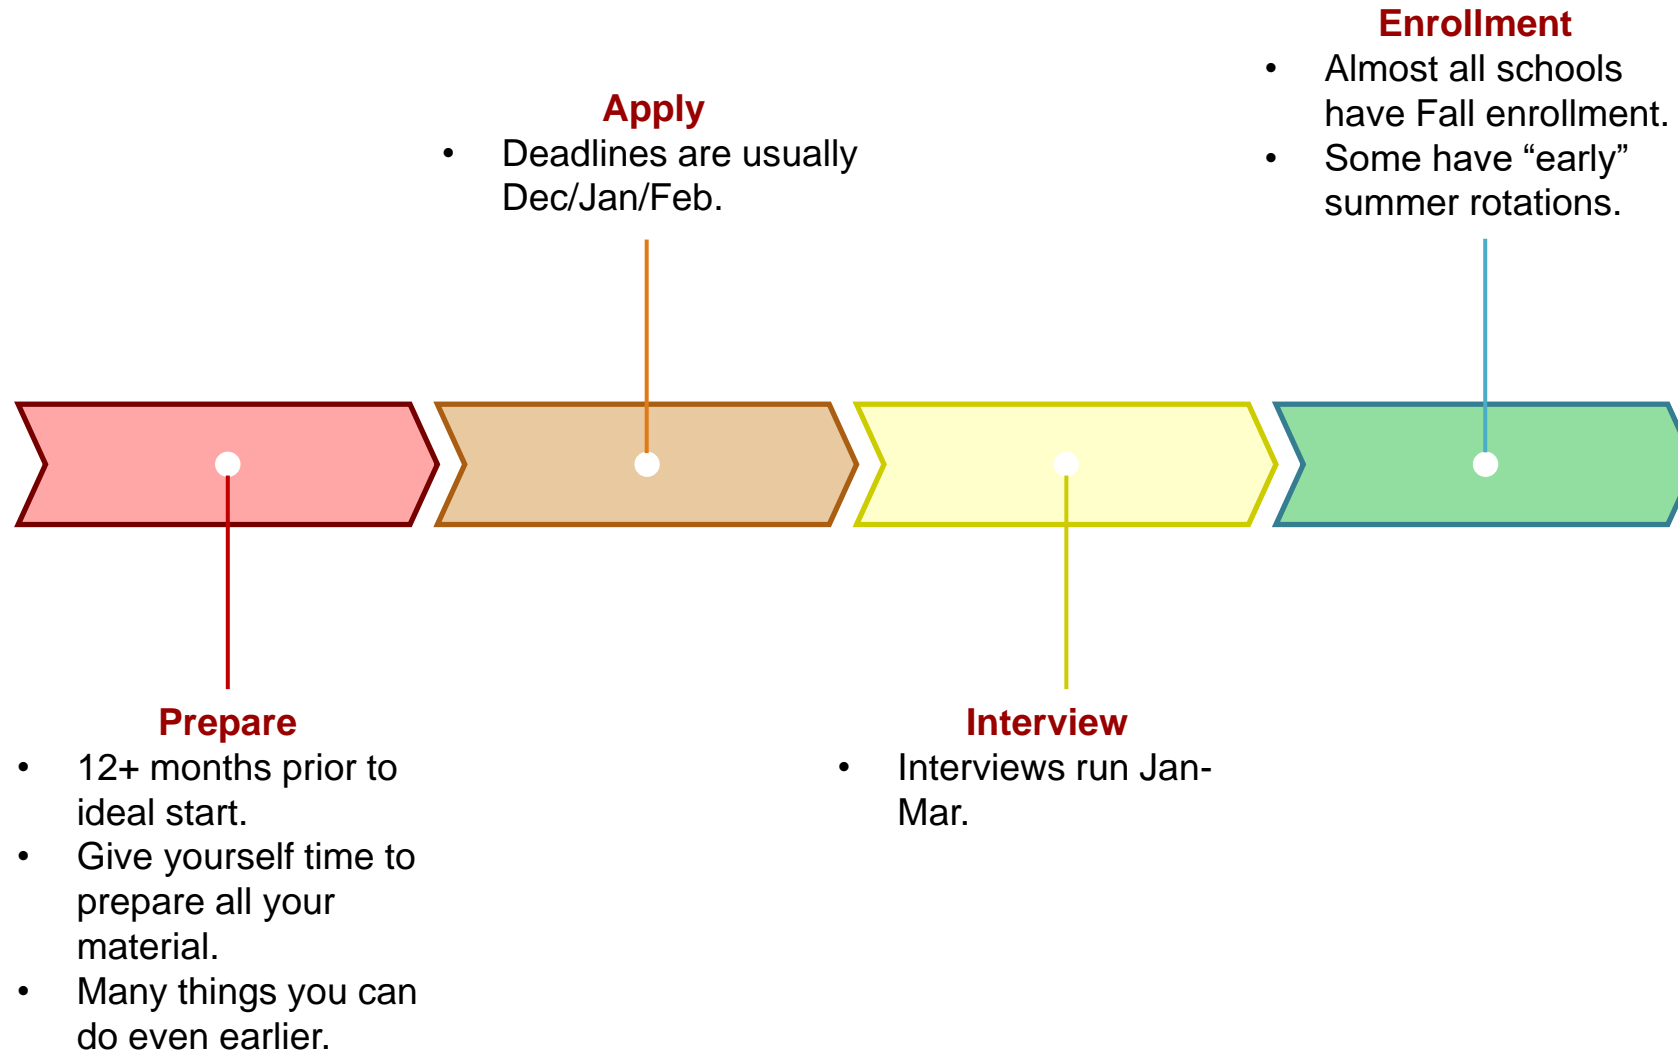 Prepare
• 12+ months prior to
ideal start.
• Give yourself time to
prepare all your
material.
• Many things you can
do even earlier.
Apply
• Deadlines are usually
Dec/Jan/Feb.
Interview
• Interviews run Jan-
Mar.
Enrollment
• Almost all schools
have Fall enrollment.
• Some have “early”
summer rotations.